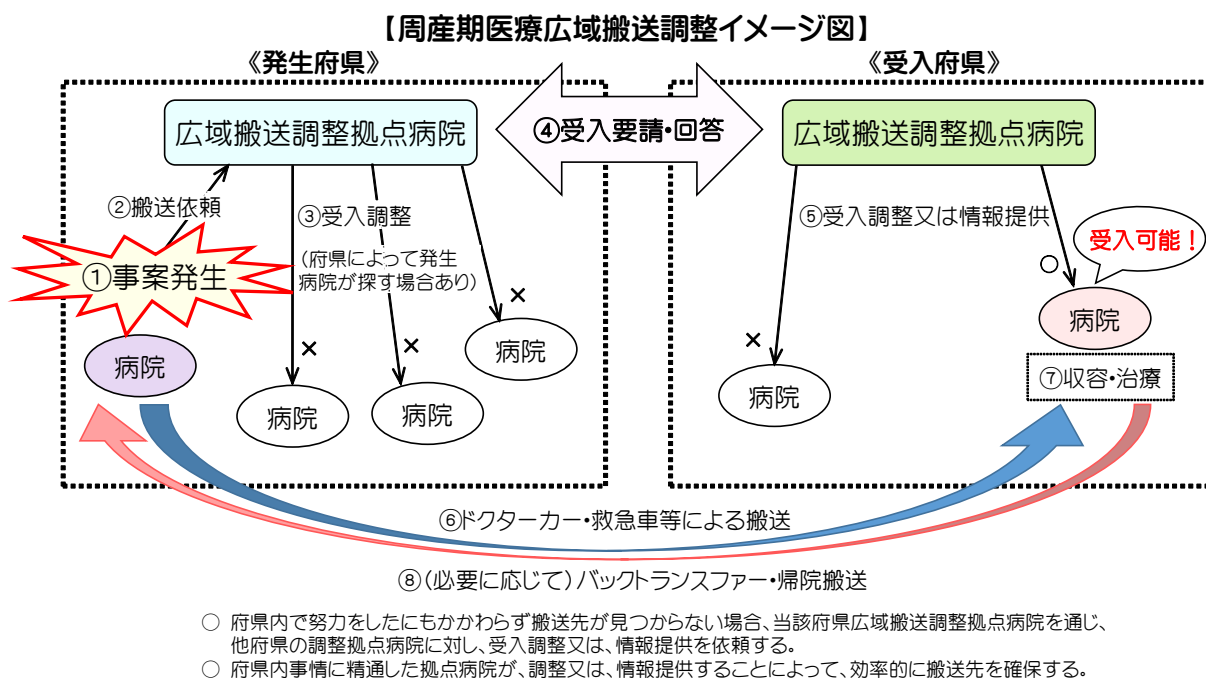 【周産期医療広域搬送調整イメージ図】
《発生府県》
《受入府県》
広域搬送調整拠点病院
④受入要請・回答
広域搬送調整拠点病院
②搬送依頼
③受入調整
(府県によって発生
病院が探す場合あり)
⑤受入調整又は情報提供
受入可能!
①事案発生
○
×
×
×
×
病院
病院
病院
病院
病院
病院
⑦収容・治療
⑥ドクターカー・救急車等による搬送
⑧(必要に応じて)バックトランスファー・帰院搬送
○ 府県内で努力をしたにもかかわらず搬送先が見つからない場合、当該府県広域搬送調整拠点病院を通じ、
他府県の調整拠点病院に対し、受入調整又は、情報提供を依頼する。
○ 府県内事情に精通した拠点病院が、調整又は、情報提供することによって、効率的に搬送先を確保する。